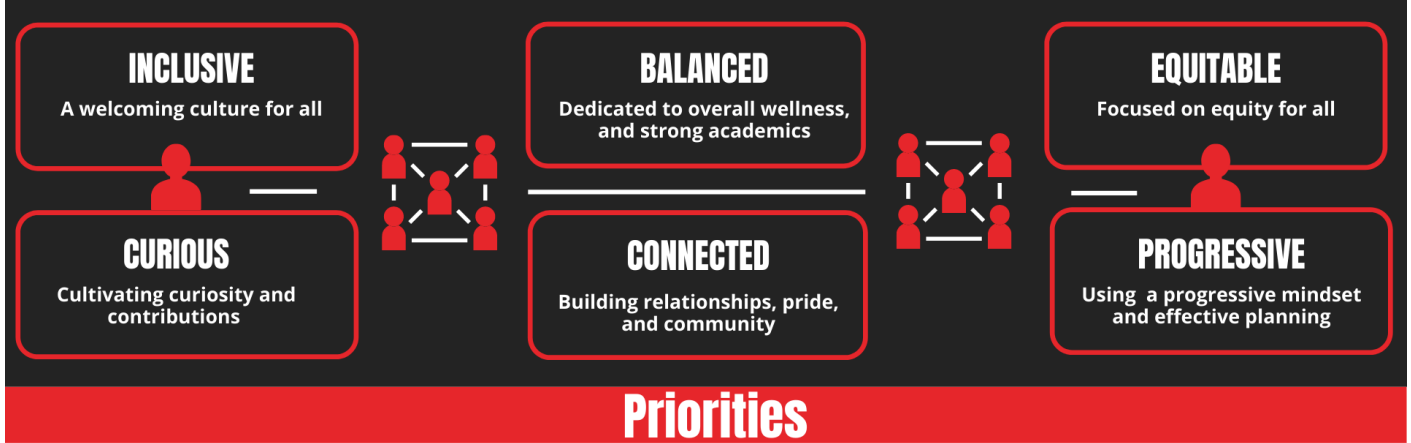 INCLUSIVE
A welcoming culture for all
BALANCED
Dedicated to overall wellness,
and strong academics
EQUITABLE
Focused on equity for all
CURIOUS
Cultivating curiosity and
contributions
CONNECTED
Building relationships, pride,
and community
PROGRESSIVE
Using  a progressive mindset
and effective planning
Priorities